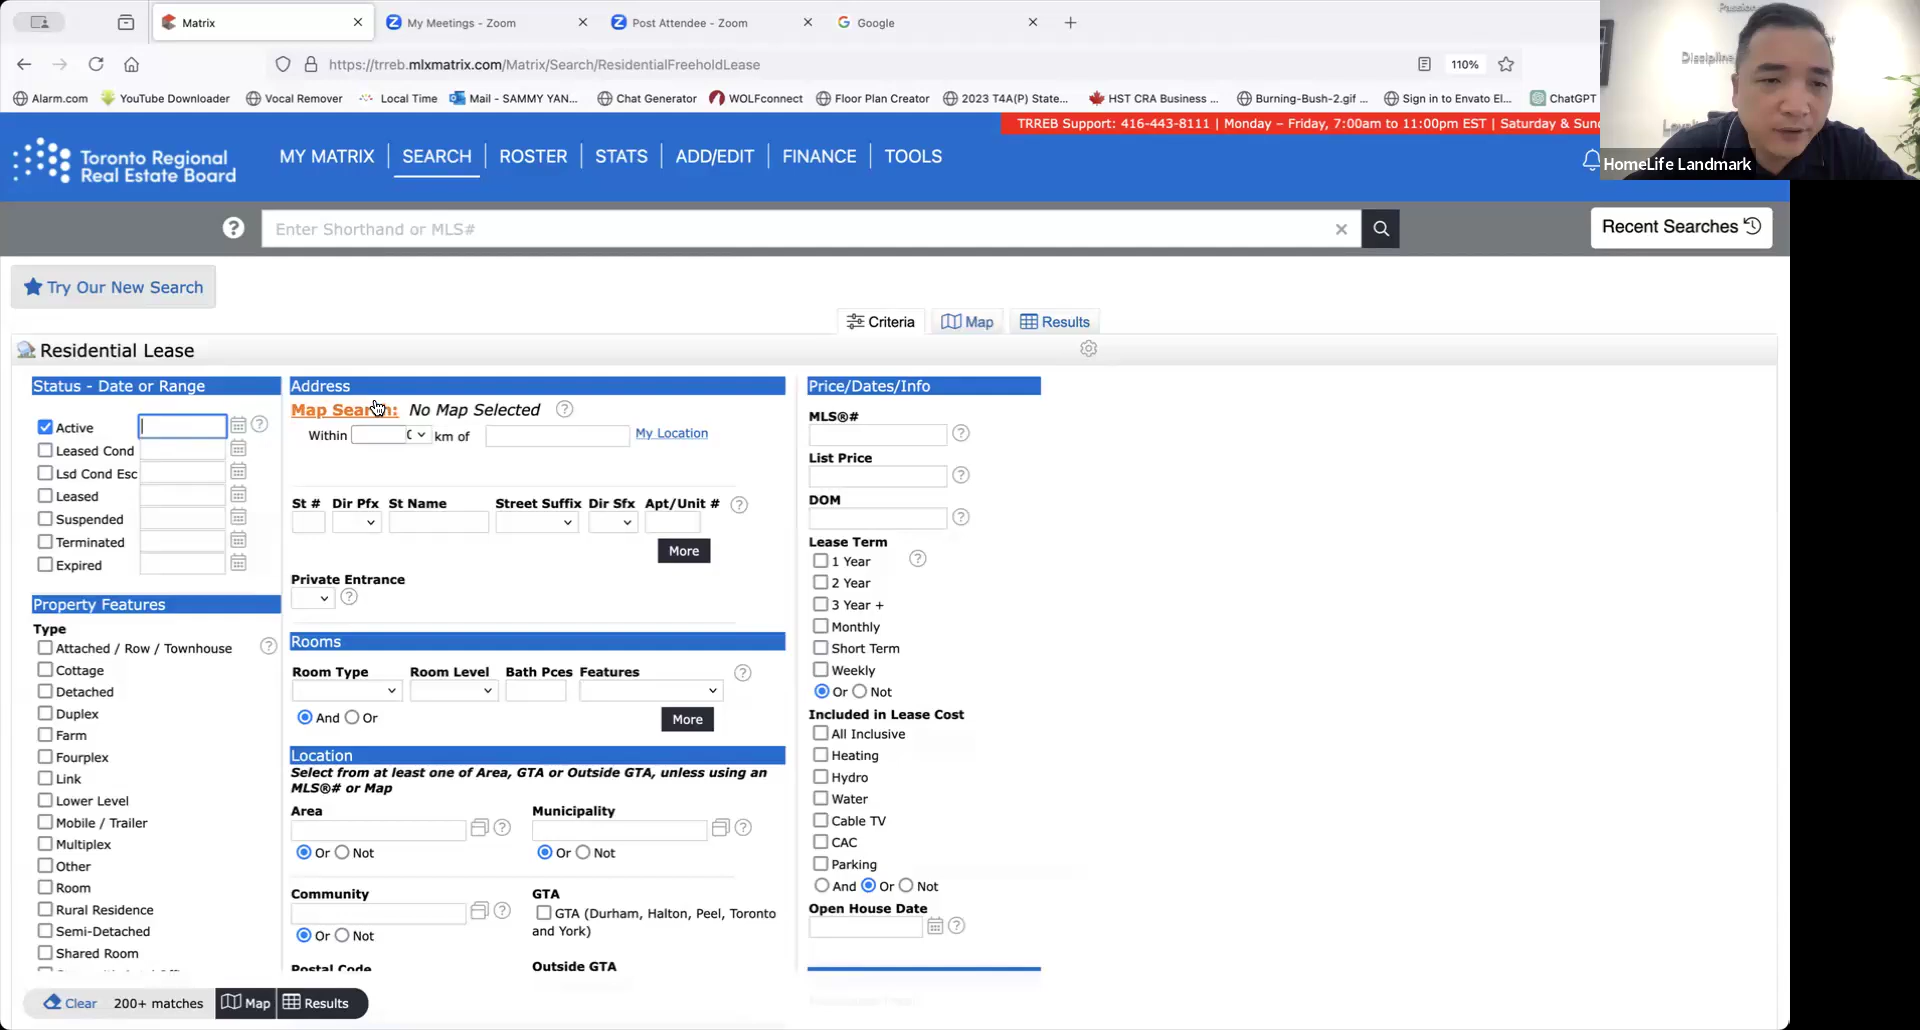 Matrix
My Meetings - Zoom
Post Attendee - Zoom
Google
https://trreb.mlxmatrix.com/Matrix/Search/ResidentialFreeholdLease
110%
Alarm.com
YouTube Downloader
Vocal Remover
Local Time
Mail - SAMMY YAN...
Chat Generator
WOLFconnect
Floor Plan Creator
2023 T4A(P) State...
HST CRA Business ...
Burning-Bush-2.gif ...
Sign in to Envato El...
ChatGPT
TRREB Support: 416-443-8111 | Monday – Friday, 7:00am to 11:00pm EST | Saturday & Sun
HomeLife Landmark
Toronto Regional
Real Estate Board
MY MATRIX
SEARCH
ROSTER
STATS
ADD/EDIT
FINANCE
TOOLS
Enter Shorthand or MLS#
Recent Searches
Try Our New Search
Criteria
Map
Results
Residential Lease
Status - Date or Range
Active
Leased Cond
Lsd Cond Esc
Leased
Suspended
Terminated
Expired
Property Features
Type
Attached / Row / Townhouse
Cottage
Detached
Duplex
Farm
Fourplex
Link
Lower Level
Mobile / Trailer
Multiplex
Other
Room
Rural Residence
Semi-Detached
Shared Room
Address
Map Search: No Map Selected
Within km of My Location
St # Dir Pfx St Name Street Suffix Dir Sfx Apt/Unit #
More
Private Entrance
Rooms
Room Type Room Level Bath Pces Features
And Or
More
Location
Select from at least one of Area, GTA or Outside GTA, unless using an
MLS®# or Map
Area Municipality
Or Not Or Not
Community GTA
GTA (Durham, Halton, Peel, Toronto
and York)
Or Not
Postal Code Outside GTA
Price/Dates/Info
MLS®#
List Price
DOM
Lease Term
1 Year
2 Year
3 Year +
Monthly
Short Term
Weekly
Or Not
Included in Lease Cost
All Inclusive
Heating
Hydro
Water
Cable TV
CAC
Parking
And Or Not
Open House Date
Clear 200+ matches Map Results